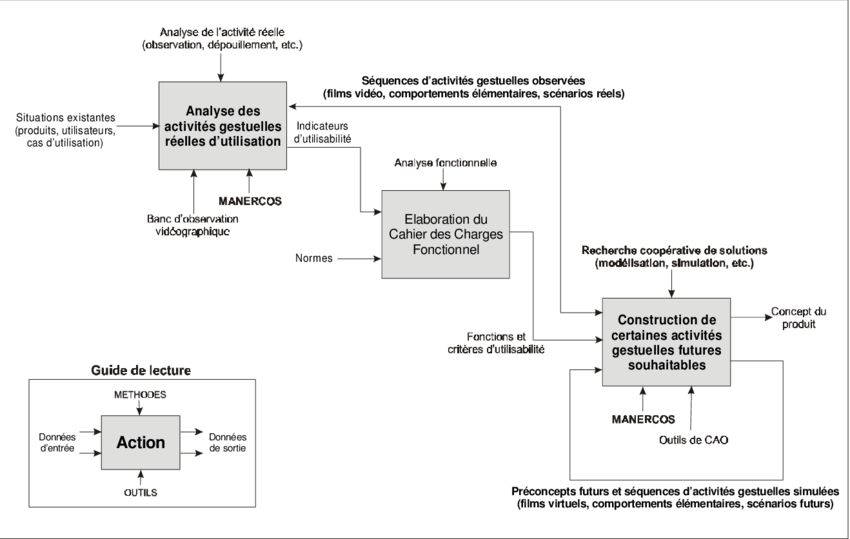 Analyse de l'activité réelle
(observation, dépouillement, etc.)
Séquences d'activités gestuelles observées
(films vidéo, comportements élémentaires, scénarios réels)
Analyse des
activités gestuelles
réelles d'utilisation
Situations existantes
(produits, utilisateurs,
cas d'utilisation)
Indicateurs
d'utilisabilité
MANERCOS
Banc d'observation
vidéographique
Analyse fonctionnelle
Elaboration du
Cahier des Charges
Fonctionnel
Normes
Recherche coopérative de solutions
(modélisation, simulation, etc.)
Construction de
certaines activités
gestuelles futures
souhaitables
Concept du
produit
Fonctions et
critères d'utilisabilité
MANERCOS
Outils de CAO
Préconcepts futurs et séquences d'activités gestuelles simulées
(films virtuels, comportements élémentaires, scénarios futurs)
Guide de lecture
METHODES
Données
d'entrée
Action
Données
de sortie
OUTILS